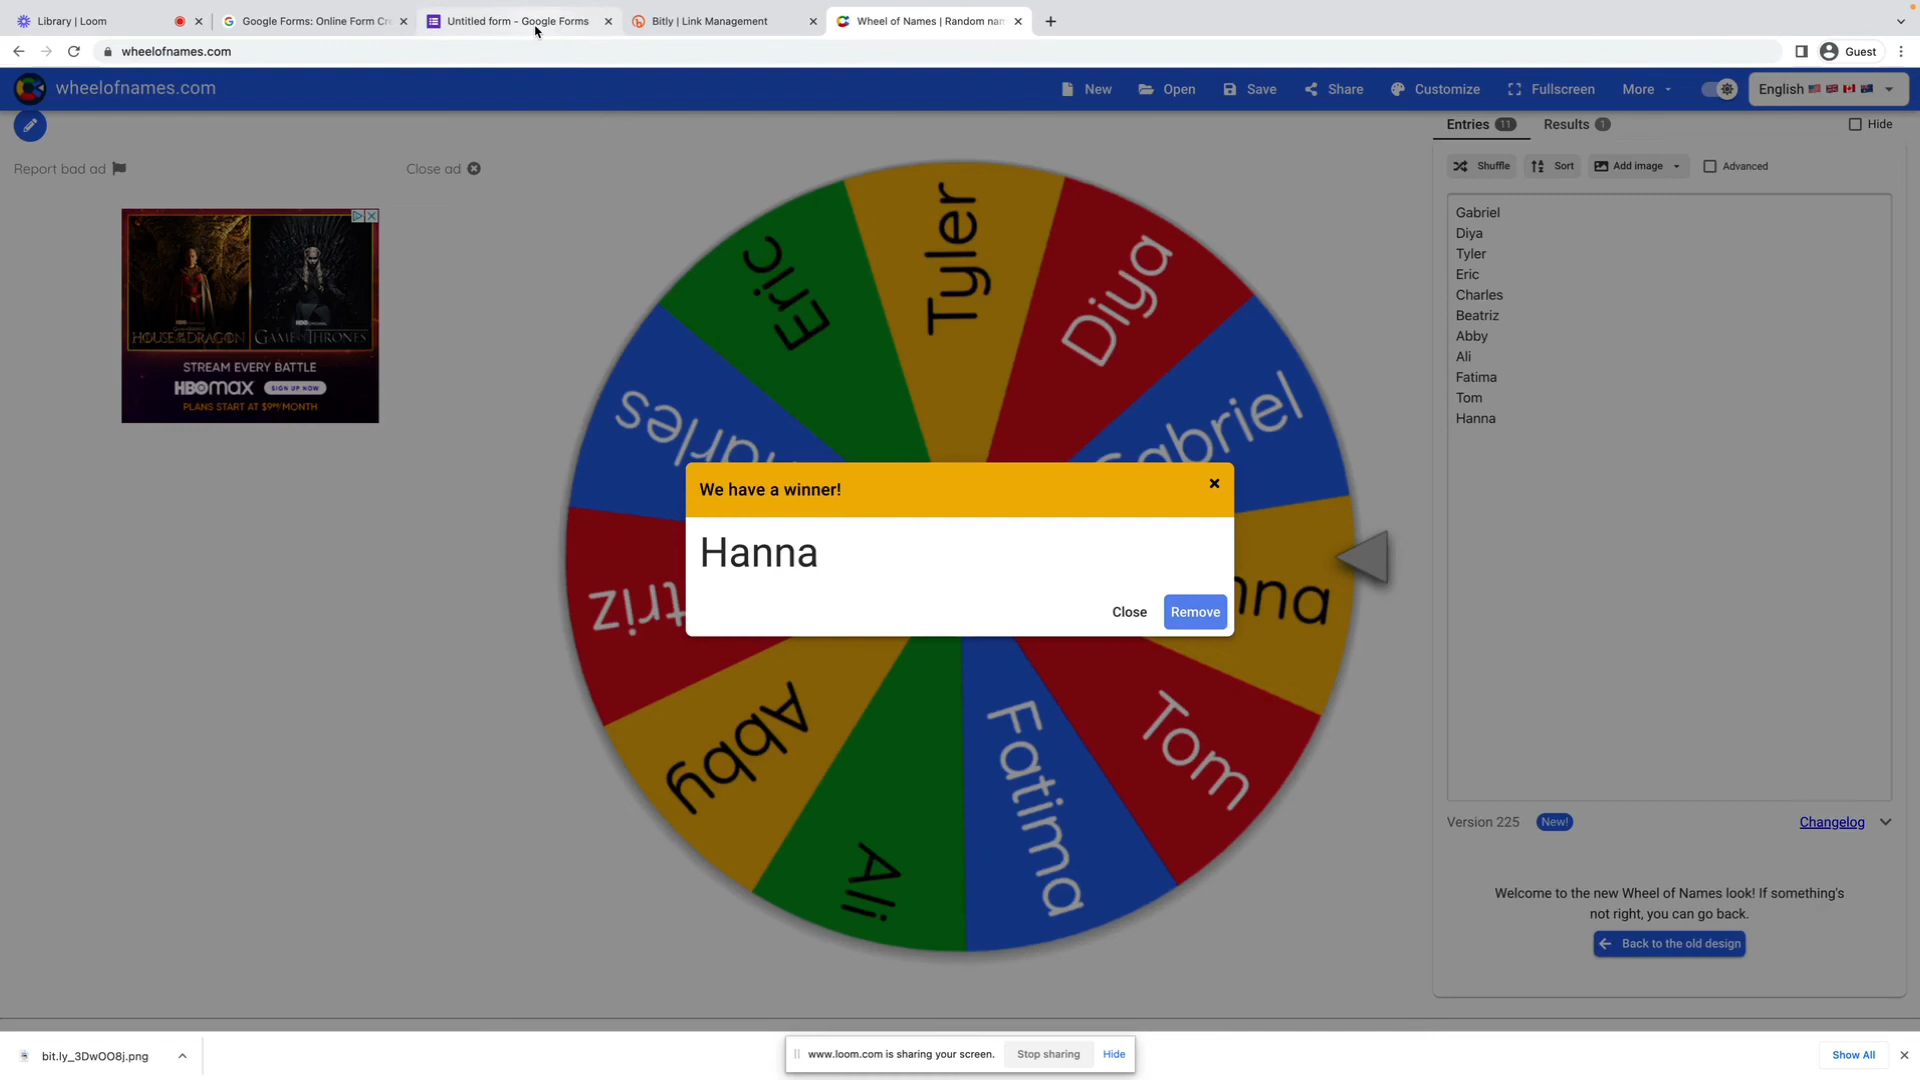 Library | Loom
Google Forms: Online Form Cr
Untitled form - Google Forms
Bitly | Link Management
Wheel of Names | Random nam
wheelofnames.com
Guest
wheelofnames.com
New
Open
Save
Share
Customize
Fullscreen
More
English
Entries 11
Results 1
Hide
Report bad ad
Close ad
Shuffle
Sort
Add image
Advanced
HOUSE OF THE DRAGON
GAME OF THRONES
STREAM EVERY BATTLE
HBOMAX SIGN UP NOW
PLANS START AT $9.99/MONTH
Gabriel
Diya
Tyler
Eric
Charles
Beatriz
Abby
Ali
Fatima
Tom
Hanna
Tyler
Diya
Eric
Gabriel
Charles
We have a winner!
Hanna
Close
Remove
triz
nna
Abby
Ali
Fatima
Tom
Version 225
New!
Changelog
Welcome to the new Wheel of Names look! If something's
not right, you can go back.
Back to the old design
bit.ly_3DwOO8j.png
www.loom.com is sharing your screen.
Stop sharing
Hide
Show All